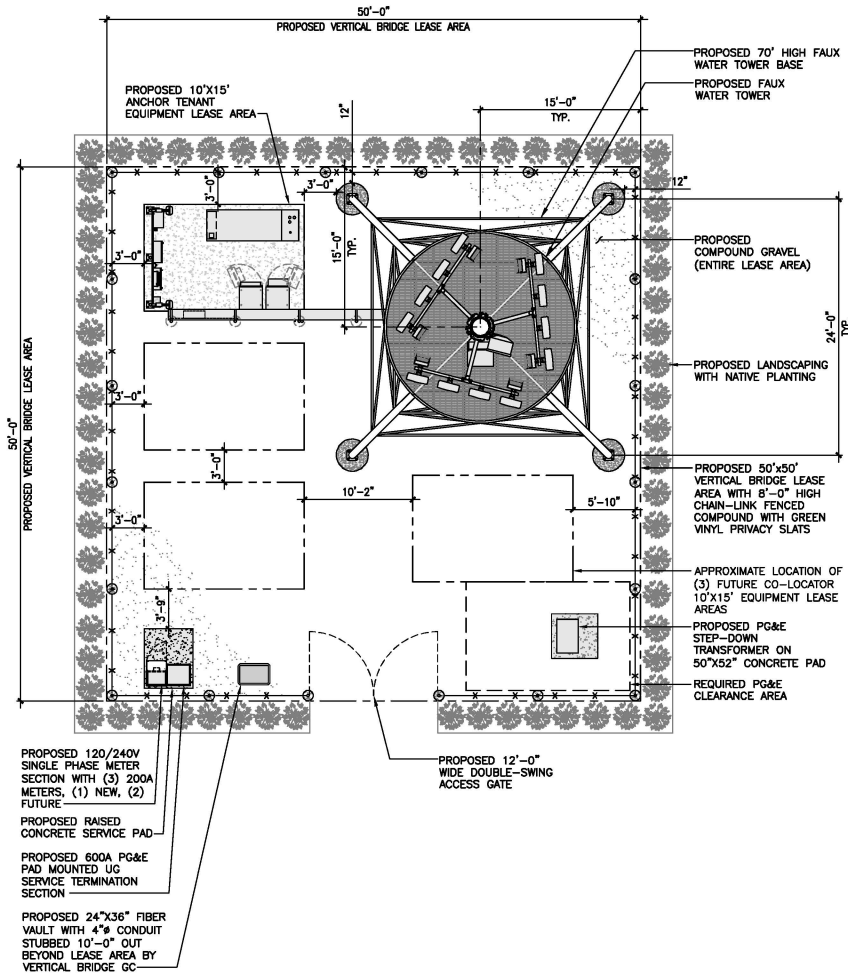 50'-0"
PROPOSED VERTICAL BRIDGE LEASE AREA
PROPOSED 70' HIGH FAUX
WATER TOWER BASE
PROPOSED FAUX
WATER TOWER
PROPOSED 10'X15'
ANCHOR TENANT
EQUIPMENT LEASE AREA
12"
15'-0"
TYP.
3'-0"
3'-0"
12"
3'-0"
15'-0"
TYP.
PROPOSED
COMPOUND GRAVEL
(ENTIRE LEASE AREA)
24'-0"
TYP.
PROPOSED LANDSCAPING
WITH NATIVE PLANTING
50'-0"
PROPOSED VERTICAL BRIDGE LEASE AREA
3'-0"
3'-0"
10'-2"
5'-10"
3'-0"
PROPOSED 50'x50'
VERTICAL BRIDGE LEASE
AREA WITH 8'-0" HIGH
CHAIN-LINK FENCED
COMPOUND WITH GREEN
VINYL PRIVACY SLATS
APPROXIMATE LOCATION OF
(3) FUTURE CO-LOCATOR
10'X15' EQUIPMENT LEASE
AREAS
3'-9"
PROPOSED PG&E
STEP-DOWN
TRANSFORMER ON
50"X52" CONCRETE PAD
REQUIRED PG&E
CLEARANCE AREA
PROPOSED 12'-0"
WIDE DOUBLE-SWING
ACCESS GATE
PROPOSED 120/240V
SINGLE PHASE METER
SECTION WITH (3) 200A
METERS, (1) NEW, (2)
FUTURE
PROPOSED RAISED
CONCRETE SERVICE PAD
PROPOSED 600A PG&E
PAD MOUNTED UG
SERVICE TERMINATION
SECTION
PROPOSED 24"X36" FIBER
VAULT WITH 4"ø CONDUIT
STUBBED 10'-0" OUT
BEYOND LEASE AREA BY
VERTICAL BRIDGE GC